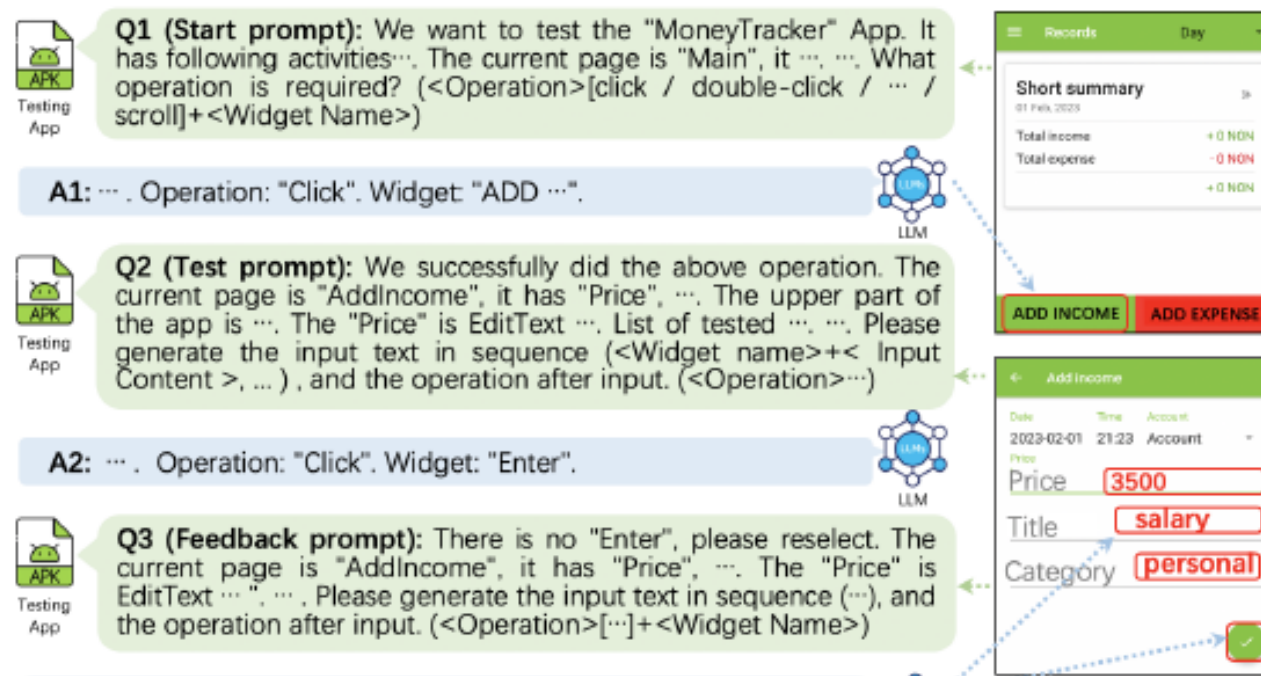 Q1 (Start prompt): We want to test the "MoneyTracker" App. It
has following activities···. The current page is "Main", it ···. ···. What
operation is required? (<Operation>[click / double-click / ··· /
scroll]+<Widget Name>)
APK
Testing
App
A1: ··· . Operation: "Click". Widget: "ADD ···".
LLMs
LLM
Q2 (Test prompt): We successfully did the above operation. The
current page is "AddIncome", it has "Price", ···. The upper part of
the app is ···. The "Price" is EditText ···. List of tested ···. ···. Please
generate the input text in sequence (<Widget name>+< Input
Content >, ... ) , and the operation after input. (<Operation>···)
APK
Testing
App
A2: ··· . Operation: "Click". Widget: "Enter".
LLMs
LLM
Q3 (Feedback prompt): There is no "Enter", please reselect. The
current page is "AddIncome", it has "Price", ···. The "Price" is
EditText ··· ". ··· . Please generate the input text in sequence (···), and
the operation after input. (<Operation>[···]+<Widget Name>)
APK
Testing
App
Records Day
Short summary
01 Feb, 2023
Total income +0 NON
Total expense -0 NON
+0 NON
ADD INCOME ADD EXPENSE
Add income
Date Time Account
2023-02-01 21:23 Account
Price
Price 3500
Title salary
Category personal